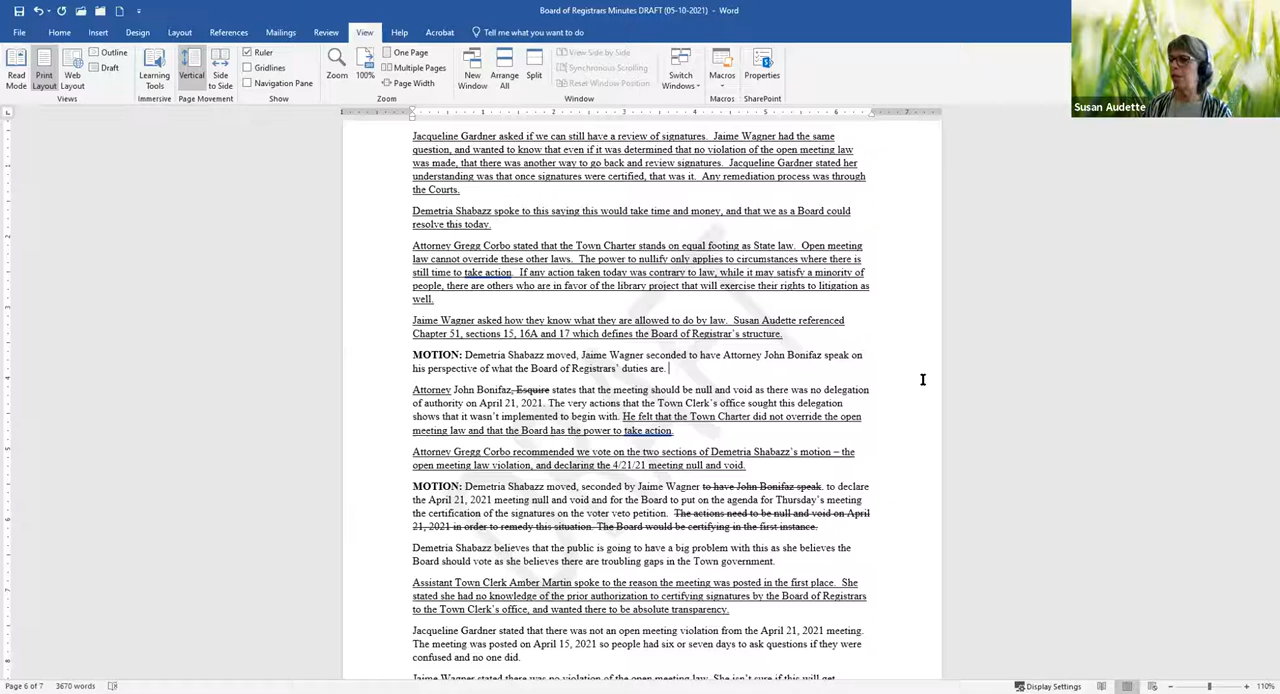 Board of Registrars Minutes DRAFT (05-10-2021) - Word
File Home Insert Design Layout References Mailings Review View Help Acrobat Tell me what you want to do
Read Mode
Print Layout
Web Layout
Outline
Draft
Views
Learning Tools
Immersive
Vertical
Side to Side
Page Movement
Ruler
Gridlines
Navigation Pane
Show
Zoom
100%
One Page
Multiple Pages
Page Width
Zoom
New Window
Arrange All
Split
View Side by Side
Synchronous Scrolling
Reset Window Position
Window
Switch Windows
Macros
Macros
Properties
SharePoint
Susan Audette
Jacqueline Gardner asked if we can still have a review of signatures. Jaime Wagner had the same
question, and wanted to know that even if it was determined that no violation of the open meeting law
was made, that there was another way to go back and review signatures. Jacqueline Gardner stated her
understanding was that once signatures were certified, that was it. Any remediation process was through
the Courts.
Demetria Shabazz spoke to this saying this would take time and money, and that we as a Board could
resolve this today.
Attorney Gregg Corbo stated that the Town Charter stands on equal footing as State law. Open meeting
law cannot override these other laws. The power to nullify only applies to circumstances where there is
still time to take action. If any action taken today was contrary to law, while it may satisfy a minority of
people, there are others who are in favor of the library project that will exercise their rights to litigation as
well.
Jaime Wagner asked how they know what they are allowed to do by law. Susan Audette referenced
Chapter 51, sections 15, 16A and 17 which defines the Board of Registrar's structure.
MOTION: Demetria Shabazz moved, Jaime Wagner seconded to have Attorney John Bonifaz speak on
his perspective of what the Board of Registrars' duties are.
Attorney John Bonifaz, Esquire states that the meeting should be null and void as there was no delegation
of authority on April 21, 2021. The very actions that the Town Clerk's office sought this delegation
shows that it wasn't implemented to begin with. He felt that the Town Charter did not override the open
meeting law and that the Board has the power to take action.
Attorney Gregg Corbo recommended we vote on the two sections of Demetria Shabazz's motion – the
open meeting law violation, and declaring the 4/21/21 meeting null and void.
MOTION: Demetria Shabazz moved, seconded by Jaime Wagner to have John Bonifaz speak. to declare
the April 21, 2021 meeting null and void and for the Board to put on the agenda for Thursday's meeting
the certification of the signatures on the voter veto petition. The actions need to be null and void on April
21, 2021 in order to remedy this situation. The Board would be certifying in the first instance.
Demetria Shabazz believes that the public is going to have a big problem with this as she believes the
Board should vote as she believes there are troubling gaps in the Town government.
Assistant Town Clerk Amber Martin spoke to the reason the meeting was posted in the first place. She
stated she had no knowledge of the prior authorization to certifying signatures by the Board of Registrars
to the Town Clerk's office, and wanted there to be absolute transparency.
Jacqueline Gardner stated that there was not an open meeting violation from the April 21, 2021 meeting.
The meeting was posted on April 15, 2021 so people had six or seven days to ask questions if they were
confused and no one did.
Jaime Wagner stated there was no violation of the open meeting law. She isn't sure if this will get
DRAFT
Page 6 of 7 3670 words Display Settings 110%